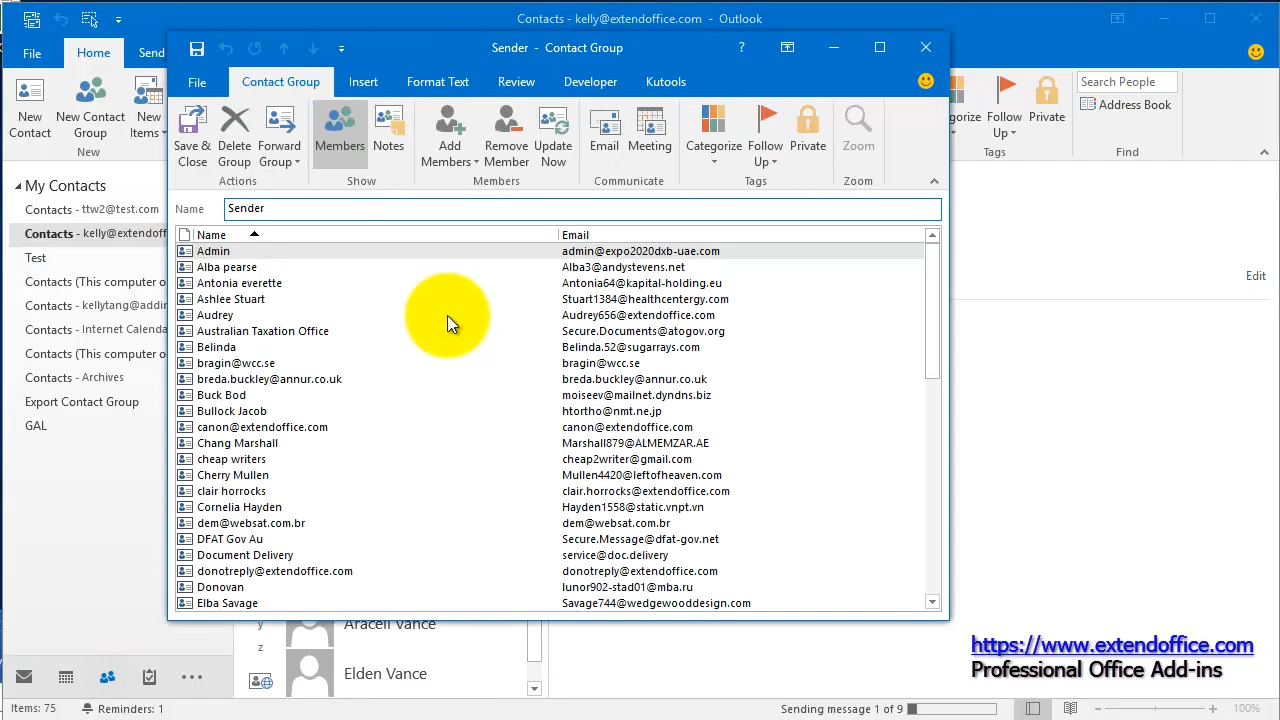 Contacts - kelly@extendoffice.com - Outlook
File
Home
Send
Sender - Contact Group
?
File
Contact Group
Insert
Format Text
Review
Developer
Kutools
New Contact
New Contact Group
New Items
New
Save & Close
Delete Group
Forward Group
Actions
Members
Notes
Show
Add Members
Remove Member
Update Now
Members
Email
Meeting
Communicate
Categorize
Follow Up
Private
Tags
Zoom
Zoom
egorize
Follow Up
Private
Tags
Search People
Address Book
Find
My Contacts
Contacts - ttw2@test.com
Contacts - kelly@extendoff
Test
Contacts (This computer o
Contacts - kellytang@addin
Contacts - Internet Calenda
Contacts (This computer o
Contacts - Archives
Export Contact Group
GAL
Name Sender
Name Email
Admin admin@expo2020dxb-uae.com
Alba pearse Alba3@andystevens.net
Antonia everette Antonia64@kapital-holding.eu
Ashlee Stuart Stuart1384@healthcentergy.com
Audrey Audrey656@extendoffice.com
Australian Taxation Office Secure.Documents@atogov.org
Belinda Belinda.52@sugarrays.com
bragin@wcc.se bragin@wcc.se
breda.buckley@annur.co.uk breda.buckley@annur.co.uk
Buck Bod moiseev@mailnet.dyndns.biz
Bullock Jacob htortho@nmt.ne.jp
canon@extendoffice.com canon@extendoffice.com
Chang Marshall Marshall879@ALMEMZAR.AE
cheap writers cheap2writer@gmail.com
Cherry Mullen Mullen4420@leftofheaven.com
clair horrocks clair.horrocks@extendoffice.com
Cornelia Hayden Hayden1558@static.vnpt.vn
dem@websat.com.br dem@websat.com.br
DFAT Gov Au Secure.Message@dfat-gov.net
Document Delivery service@doc.delivery
donotreply@extendoffice.com donotreply@extendoffice.com
Donovan lunor902-stad01@mba.ru
Elba Savage Savage744@wedgewooddesign.com
Edit
y
z
Araceli Vance
Elden Vance
https://www.extendoffice.com
Professional Office Add-ins
Items: 75
Reminders: 1
Sending message 1 of 9
100%